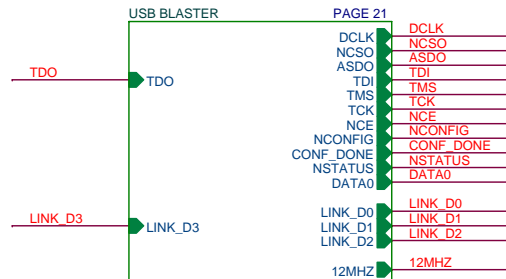 USB BLASTER PAGE 21
DCLK DCLK
NCSO NCSO
ASDO ASDO
TDO TDO TDI TDI
TMS TMS
TCK TCK
NCE NCE
NCONFIG NCONFIG
CONF_DONE CONF_DONE
NSTATUS NSTATUS
DATA0 DATA0
LINK_D3 LINK_D3 LINK_D0 LINK_D0
LINK_D1 LINK_D1
LINK_D2 LINK_D2
12MHZ 12MHZ